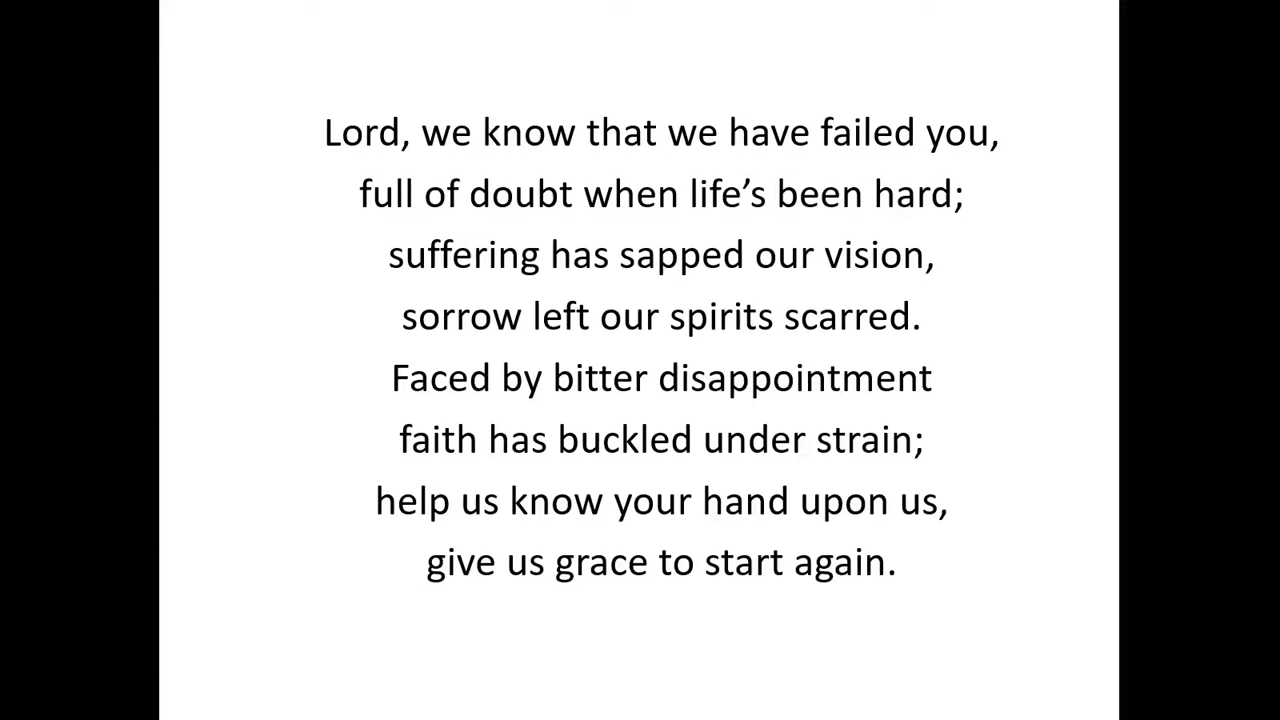 Lord, we know that we have failed you,
full of doubt when life’s been hard;
suffering has sapped our vision,
sorrow left our spirits scarred.
Faced by bitter disappointment
faith has buckled under strain;
help us know your hand upon us,
give us grace to start again.